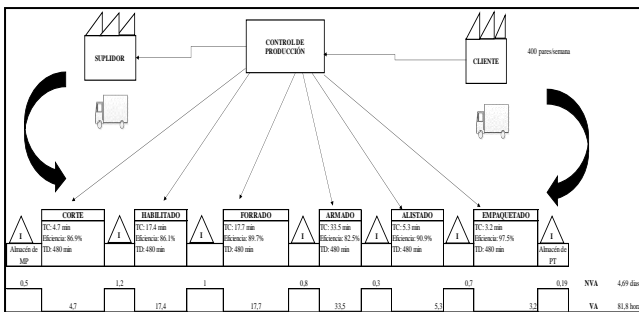 CONTROL DE
PRODUCCIÓN
SUPLIDOR
CLIENTE
400 pares/semana
CORTE
TC: 4.7 min
Eficiencia: 86.9%
TD: 480 min
HABILITADO
TC: 17.4 min
Eficiencia: 86.1%
TD: 480 min
FORRADO
TC: 17.7 min
Eficiencia: 89.7%
TD: 480 min
ARMADO
TC: 33.5 min
Eficiencia: 82.5%
TD: 480 min
ALISTADO
TC: 5.3 min
Eficiencia: 90.9%
TD: 480 min
EMPAQUETADO
TC: 3.2 min
Eficiencia: 97.5%
TD: 480 min
I
I
I
I
I
I
I
Almacén de
MP
Almacén de
PT
0.5 1,2 1 0,8 0,3 0,7 0,19 NVA 4,69 dias
4,7 17,4 17,7 33,5 5,3 3,2 VA 81,8 hora